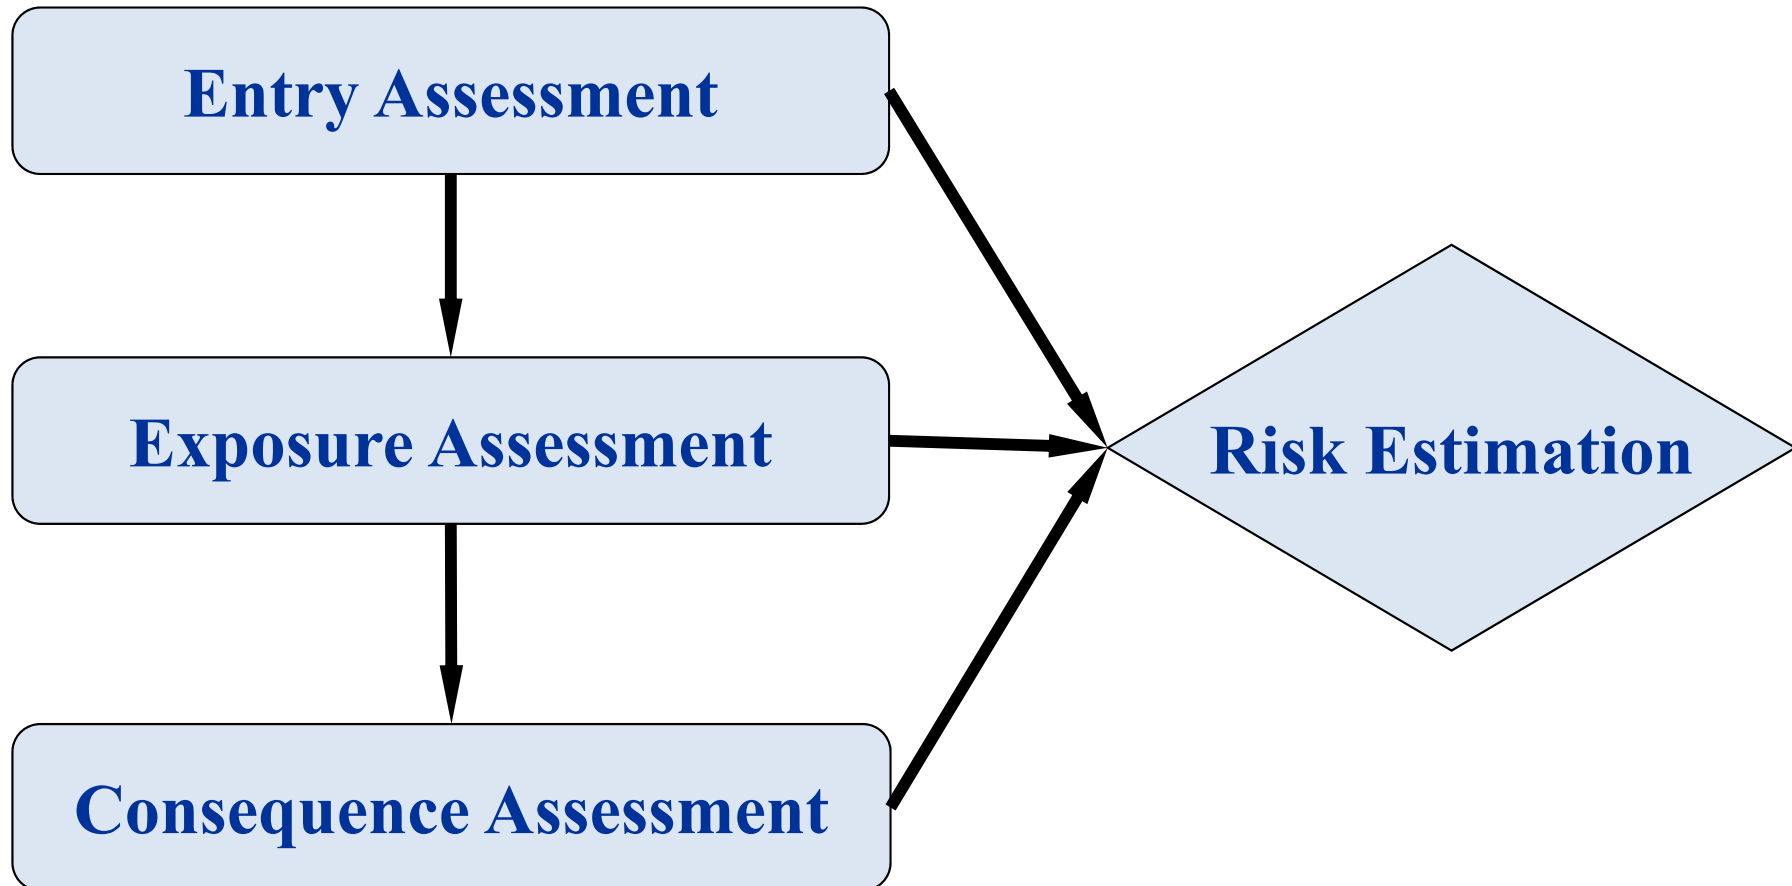 Entry Assessment
Exposure Assessment
Risk Estimation
Consequence Assessment